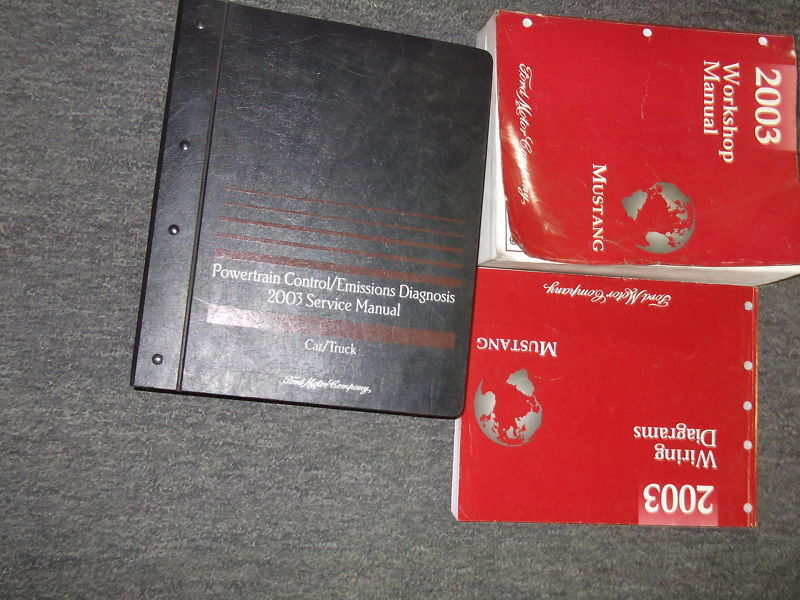 Powertrain Control/Emissions Diagnosis
2003 Service Manual
Car/Truck
Ford Motor Company,
2003
Workshop
Manual
MUSTANG
Ford Motor Company,
2003
Wiring
Diagrams
MUSTANG
Ford Motor Company,